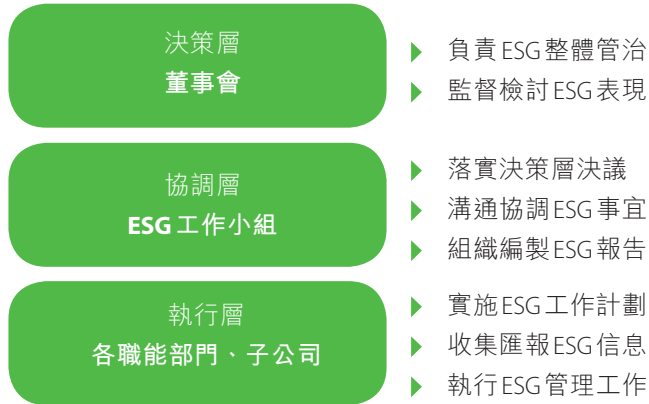 決策層
董事會
負責ESG整體管治
監督檢討ESG表現
協調層
ESG工作小組
落實決策層決議
溝通協調ESG事宜
組織編製ESG報告
執行層
各職能部門、子公司
實施ESG工作計劃
收集匯報ESG信息
執行ESG管理工作